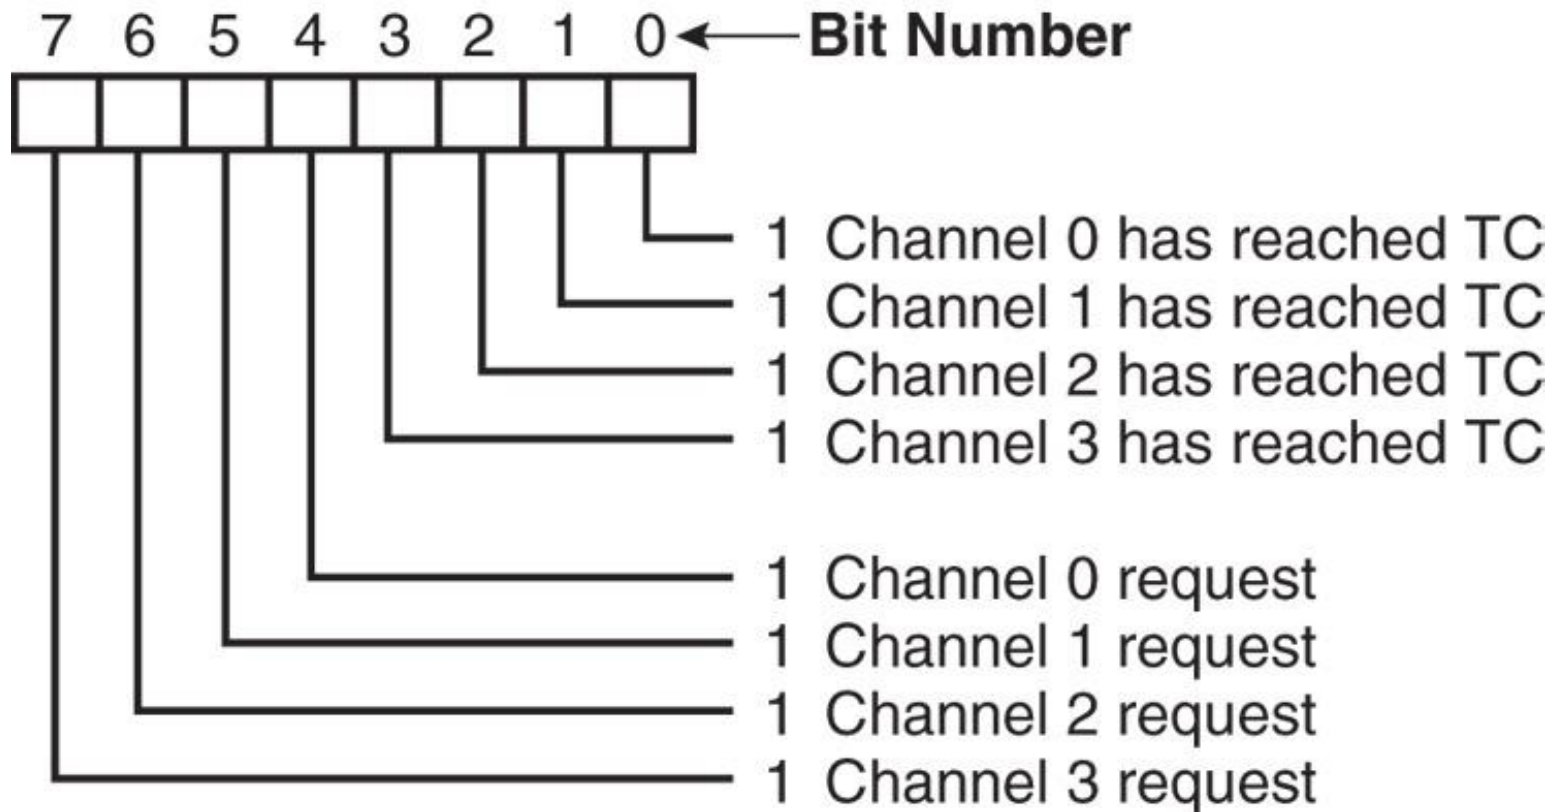 7 6 5 4 3 2 1 0 Bit Number
1 Channel 0 has reached TC
1 Channel 1 has reached TC
1 Channel 2 has reached TC
1 Channel 3 has reached TC
1 Channel 0 request
1 Channel 1 request
1 Channel 2 request
1 Channel 3 request